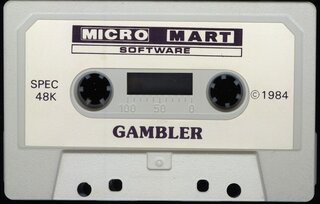 MICRO MART
SOFTWARE
SPEC
48K
©1984
100 50 0
GAMBLER